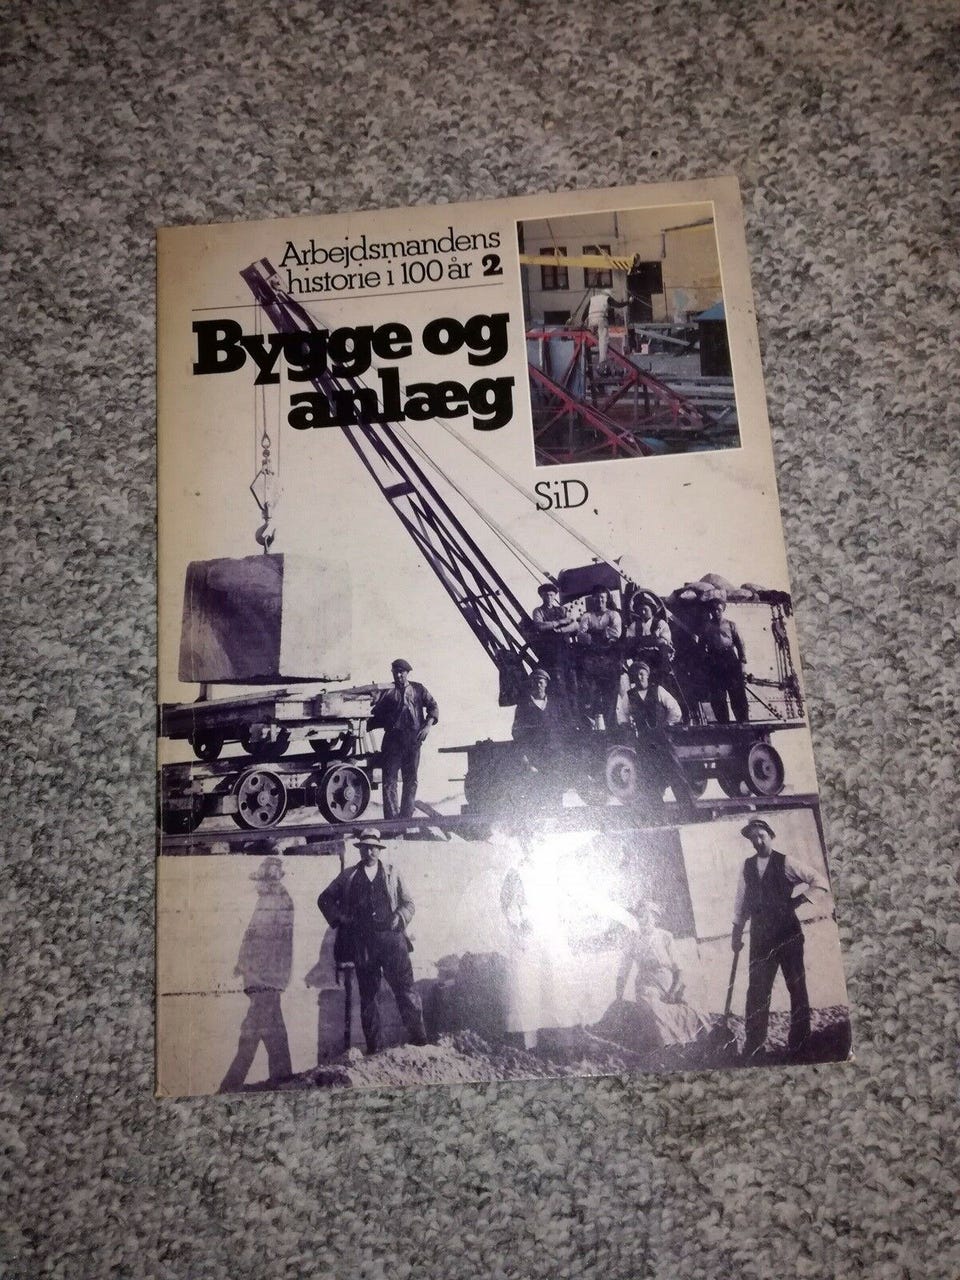 Arbejdsmandens
historie i 100 år 2
Bygge og
anlæg
SiD